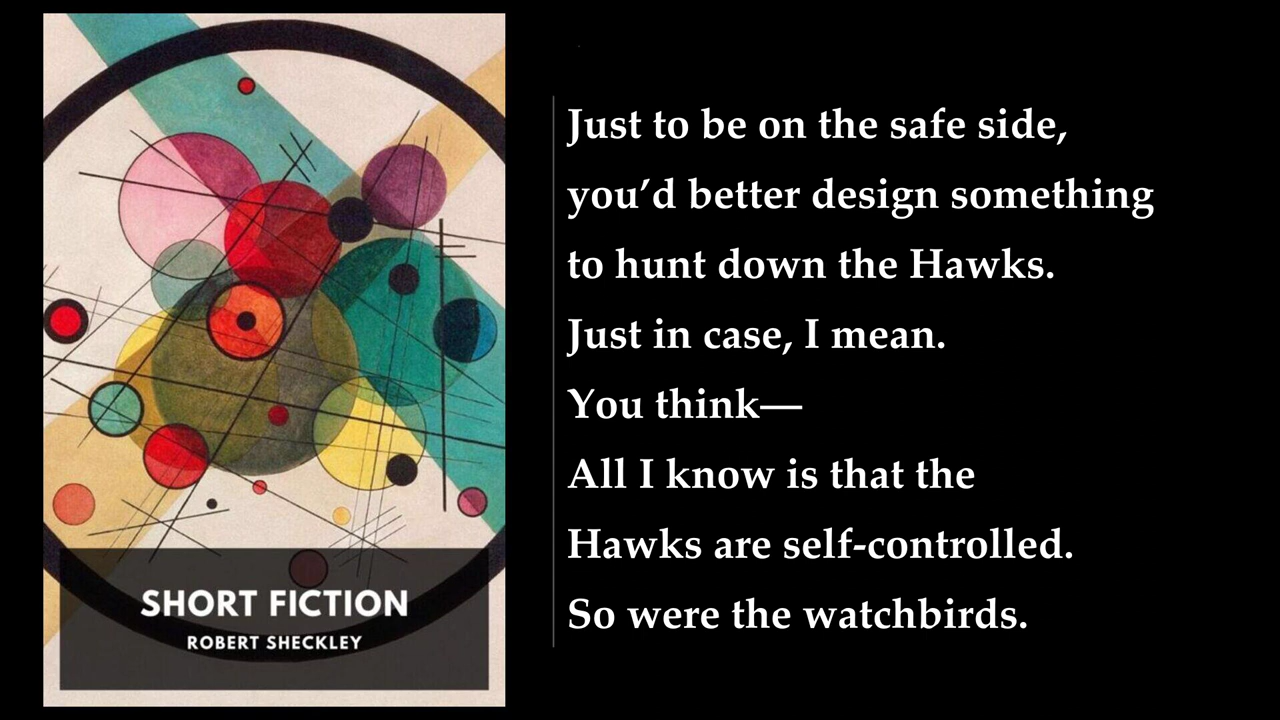 SHORT FICTION
ROBERT SHECKLEY
Just to be on the safe side,
you’d better design something
to hunt down the Hawks.
Just in case, I mean.
You think—
All I know is that the
Hawks are self-controlled.
So were the watchbirds.